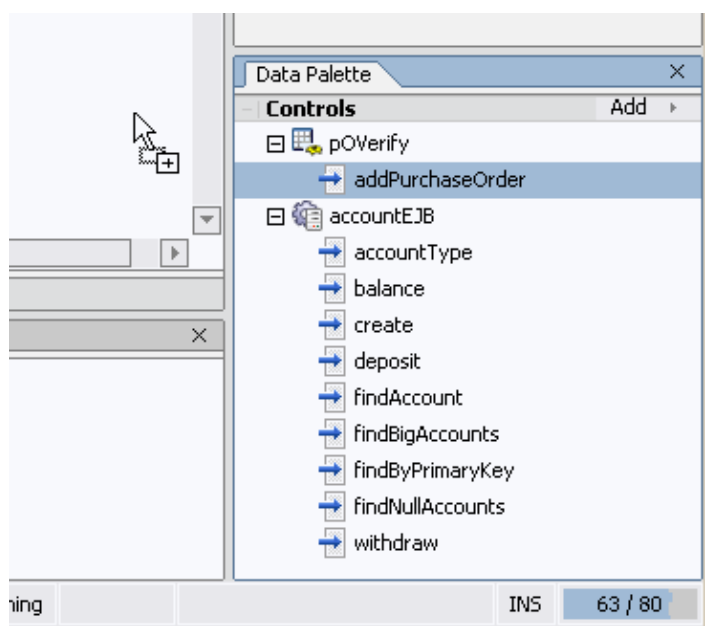 Data Palette
Controls Add
pOVerify
addPurchaseOrder
accountEJB
accountType
balance
create
deposit
findAccount
findBigAccounts
findByPrimaryKey
findNullAccounts
withdraw
ning INS 63 / 80